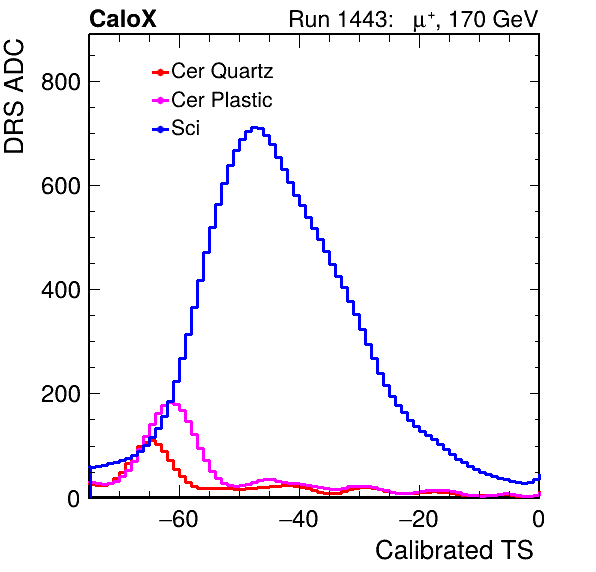 CaloX Run 1443: μ⁺, 170 GeV
DRS ADC
Cer Quartz
Cer Plastic
Sci
800
600
400
200
0
−60 −40 −20 0
Calibrated TS